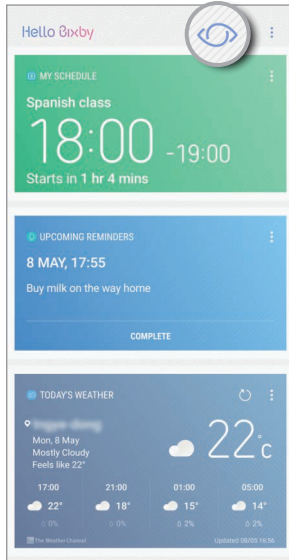 Hello Bixby
MY SCHEDULE
Spanish class
18:00 -19:00
Starts in 1 hr 4 mins
UPCOMING REMINDERS
8 MAY, 17:55
Buy milk on the way home
COMPLETE
TODAY'S WEATHER
22°c
Mon, 8 May
Mostly Cloudy
Feels like 22°
17:00 21:00 01:00 05:00
22° 18° 15° 14°
0% 0% 2% 2%
The Weather Channel Updated 08/05 16:56